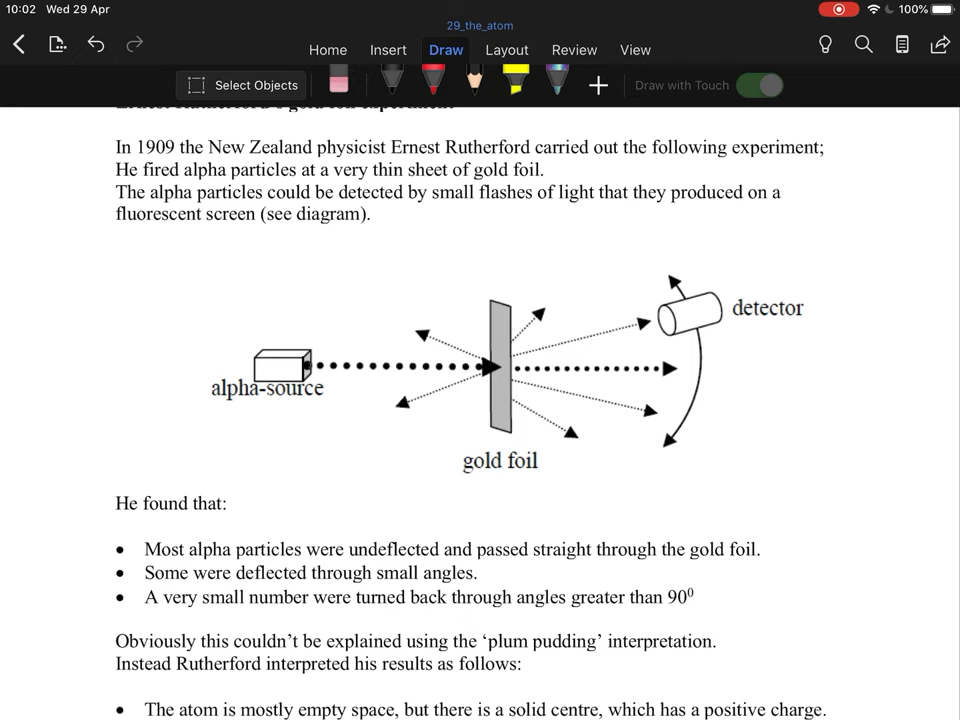 10:02 Wed 29 Apr
100%
29_the_atom
Home Insert Draw Layout Review View
Select Objects
Draw with Touch
Ernest Rutherford's gold foil experiment
In 1909 the New Zealand physicist Ernest Rutherford carried out the following experiment;
He fired alpha particles at a very thin sheet of gold foil.
The alpha particles could be detected by small flashes of light that they produced on a
fluorescent screen (see diagram).
detector
alpha-source
gold foil
He found that:
• Most alpha particles were undeflected and passed straight through the gold foil.
• Some were deflected through small angles.
• A very small number were turned back through angles greater than 90⁰
Obviously this couldn’t be explained using the ‘plum pudding’ interpretation.
Instead Rutherford interpreted his results as follows:
• The atom is mostly empty space, but there is a solid centre, which has a positive charge.